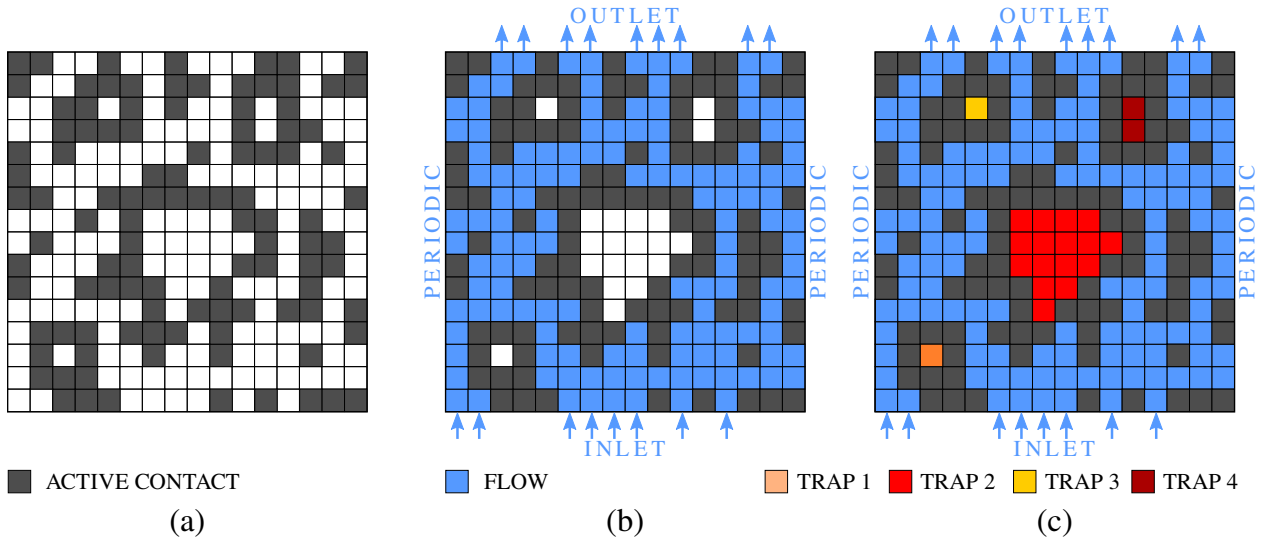 OUTLET
OUTLET
PERIODIC
PERIODIC
PERIODIC
PERIODIC
INLET
INLET
ACTIVE CONTACT
FLOW
TRAP 1
TRAP 2
TRAP 3
TRAP 4
(a)
(b)
(c)